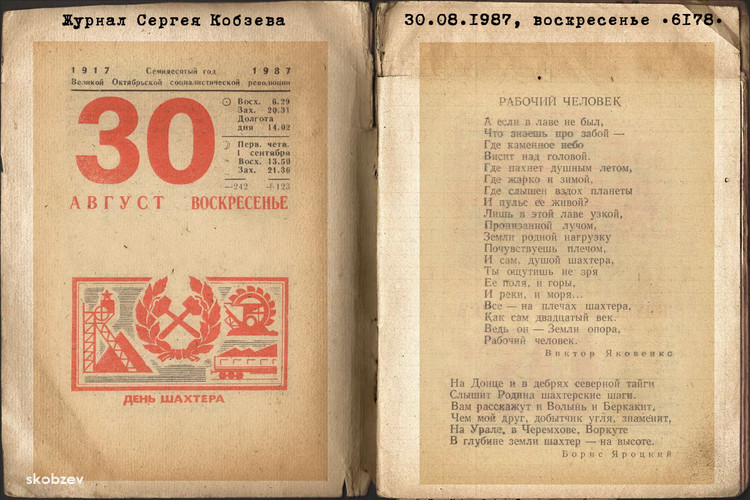 Журнал Сергея Кобзева
30.08.1987, воскресенье •6178•
1917 Семидесятый год 1987
Великой Октябрьской социалистической революции
30
Восх. 6.29
Зах. 20.31
Долгота
дня 14.02
Перв. четв.
1 сентября
Восх. 13.50
Зах. 21.36
—242 +123
АВГУСТ ВОСКРЕСЕНЬЕ
ДЕНЬ ШАХТЕРА
skobzev
РАБОЧИЙ ЧЕЛОВЕК
А если в лаве не был,
Что знаешь про забой —
Где каменное небо
Висит над головой.
Где пахнет душным летом,
Где жарко и зимой,
Где слышен вздох планеты
И пульс ее живой?
Лишь в этой лаве узкой,
Пронизанной лучом,
Земли родной нагрузку
Почувствуешь плечом,
И сам, душой шахтера,
Ты ощутишь не зря
Ее поля, и горы,
И реки, и моря...
Все — на плечах шахтера,
Как сам двадцатый век.
Ведь он — Земли опора,
Рабочий человек.
Виктор Яковенко
На Донце и в дебрях северной тайги
Слышит Родина шахтерские шаги.
Вам расскажут и Волынь и Беркакит,
Чем мой друг, добытчик угля, знаменит,
На Урале, в Черемхове, Воркуте
В глубине земли шахтер — на высоте.
Борис Яроцкий